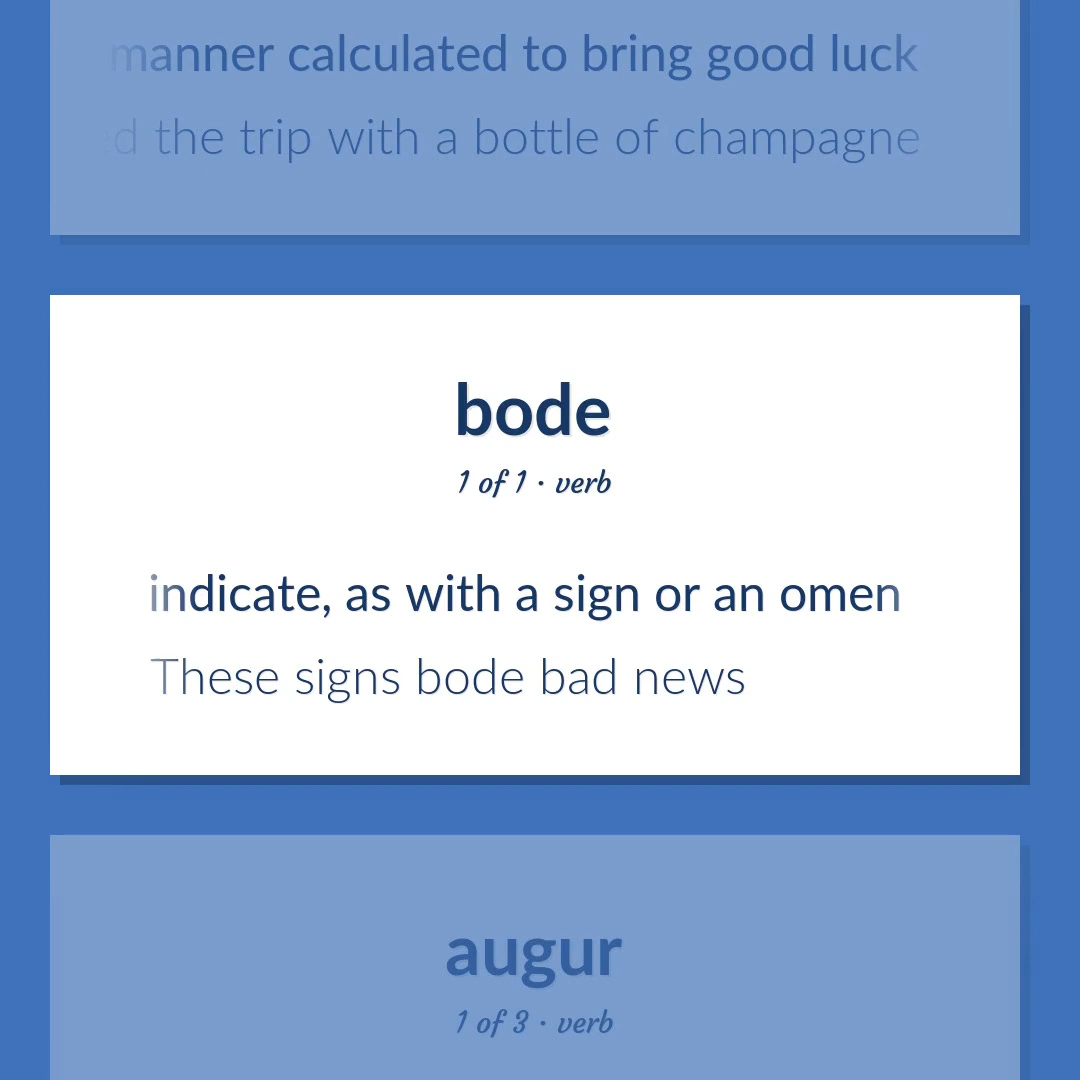 manner calculated to bring good luck
the trip with a bottle of champagne
bode
1 of 1 · verb
indicate, as with a sign or an omen
These signs bode bad news
augur
1 of 3 · verb